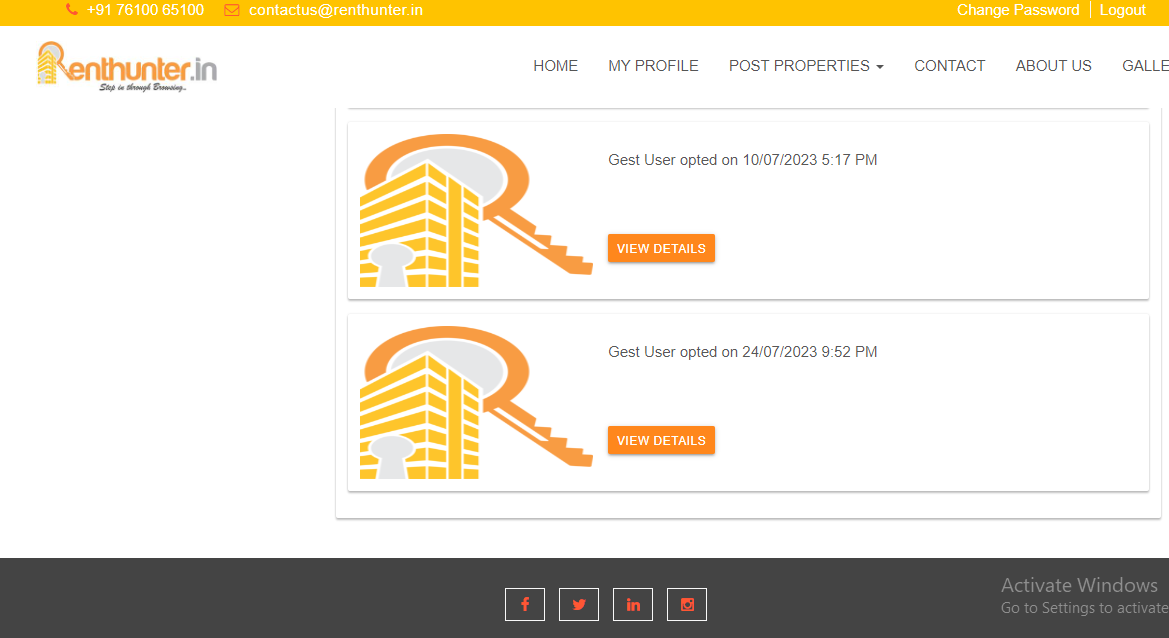 +91 76100 65100 contactus@renthunter.in Change Password Logout
Renthunter.in
Step in through Browsing..
HOME MY PROFILE POST PROPERTIES CONTACT ABOUT US GALLE
Gest User opted on 10/07/2023 5:17 PM
VIEW DETAILS
Gest User opted on 24/07/2023 9:52 PM
VIEW DETAILS
Activate Windows
Go to Settings to activate